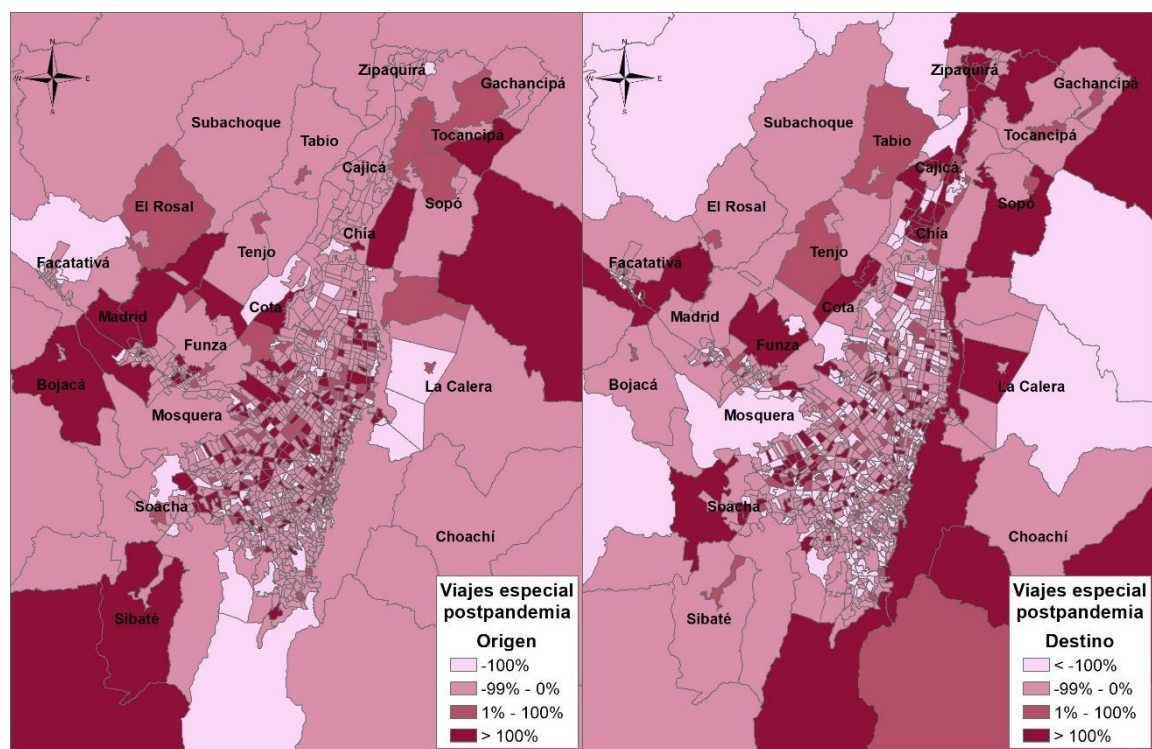 N
W E
S
Zipaquirá
Gachancipá
Subachoque
Tabio
Tocancipá
Cajicá
El Rosal
Sopó
Chía
Tenjo
Facatativá
Cota
Madrid
Funza
Bojacá
La Calera
Mosquera
Soacha
Choachí
Sibaté
Viajes especial
postpandemia
Origen
-100%
-99% - 0%
1% - 100%
> 100%
N
W E
S
Zipaquirá
Gachancipá
Subachoque
Tabio
Tocancipá
Cajicá
El Rosal
Sopó
Chía
Tenjo
Facatativá
Cota
Madrid
Funza
Bojacá
La Calera
Mosquera
Soacha
Choachí
Sibaté
Viajes especial
postpandemia
Destino
< -100%
-99% - 0%
1% - 100%
> 100%